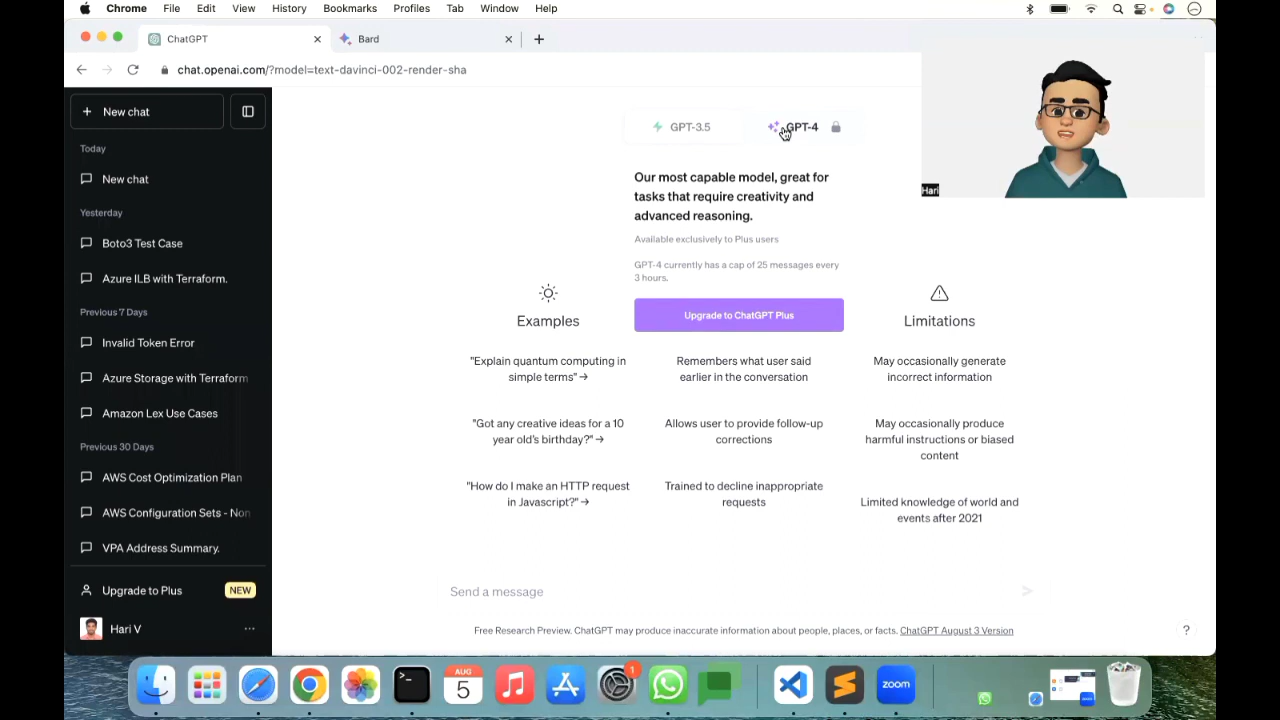 Chrome File Edit View History Bookmarks Profiles Tab Window Help
ChatGPT
Bard
chat.openai.com/?model=text-davinci-002-render-sha
New chat
Today
New chat
Yesterday
Boto3 Test Case
Azure ILB with Terraform.
Previous 7 Days
Invalid Token Error
Azure Storage with Terraform
Amazon Lex Use Cases
Previous 30 Days
AWS Cost Optimization Plan
AWS Configuration Sets - Non
VPA Address Summary.
Upgrade to Plus NEW
Hari V
GPT-3.5
GPT-4
Our most capable model, great for
tasks that require creativity and
advanced reasoning.
Available exclusively to Plus users
GPT-4 currently has a cap of 25 messages every
3 hours.
Upgrade to ChatGPT Plus
Examples
"Explain quantum computing in
simple terms" →
"Got any creative ideas for a 10
year old's birthday?" →
"How do I make an HTTP request
in Javascript?" →
Remembers what user said
earlier in the conversation
Allows user to provide follow-up
corrections
Trained to decline inappropriate
requests
Limitations
May occasionally generate
incorrect information
May occasionally produce
harmful instructions or biased
content
Limited knowledge of world and
events after 2021
Send a message
Free Research Preview. ChatGPT may produce inaccurate information about people, places, or facts. ChatGPT August 3 Version
?
Hari
AUG
5
1
zoom